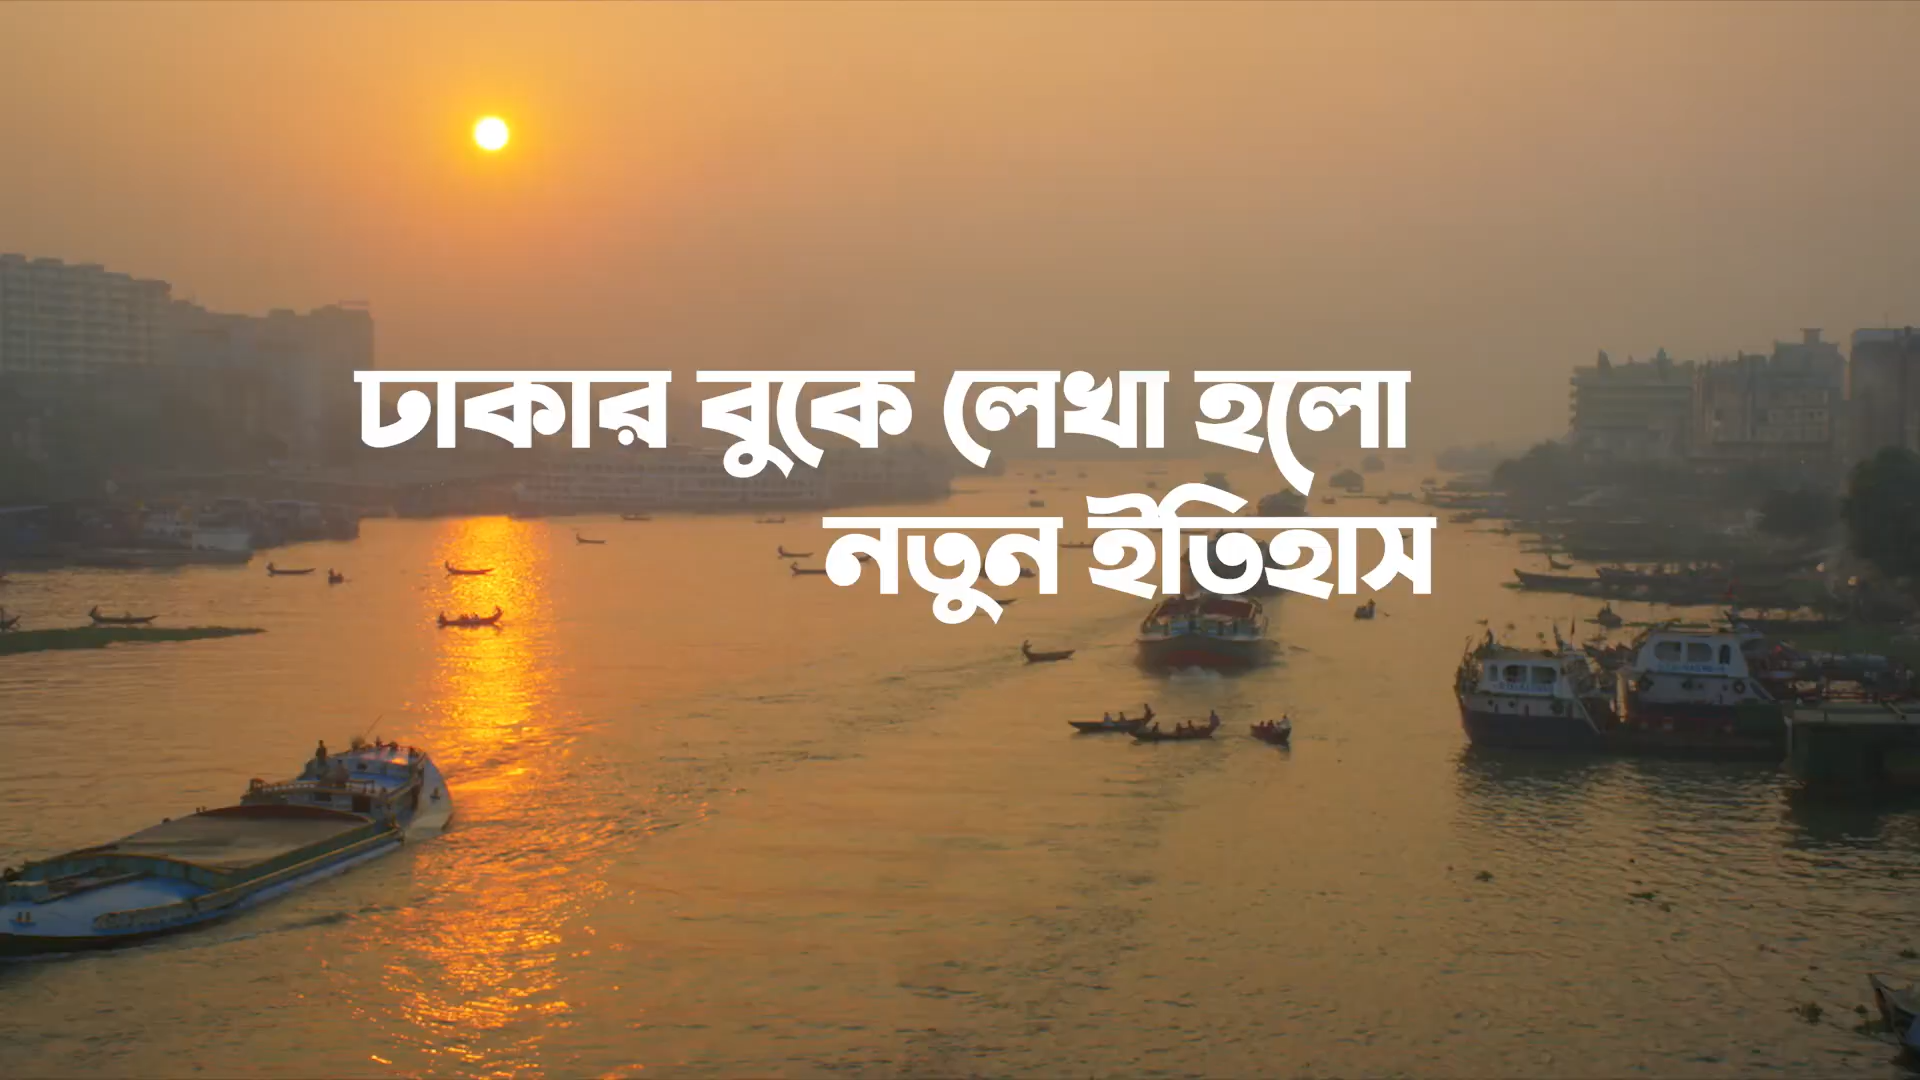 ঢাকার বুকে লেখা হলো
নতুন ইতিহাস